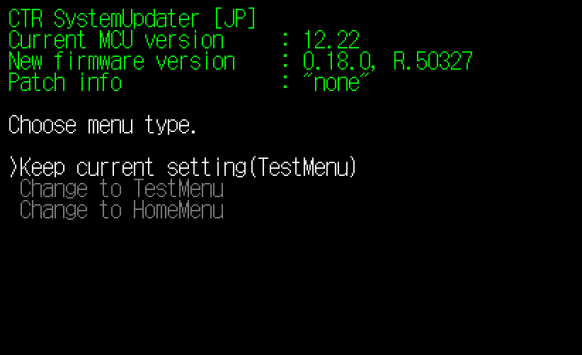 CTR SystemUpdater [JP]
Current MCU version : 12.22
New firmware version : 0.18.0, R.50327
Patch info : "none"
Choose menu type.
>Keep current setting(TestMenu)
Change to TestMenu
Change to HomeMenu